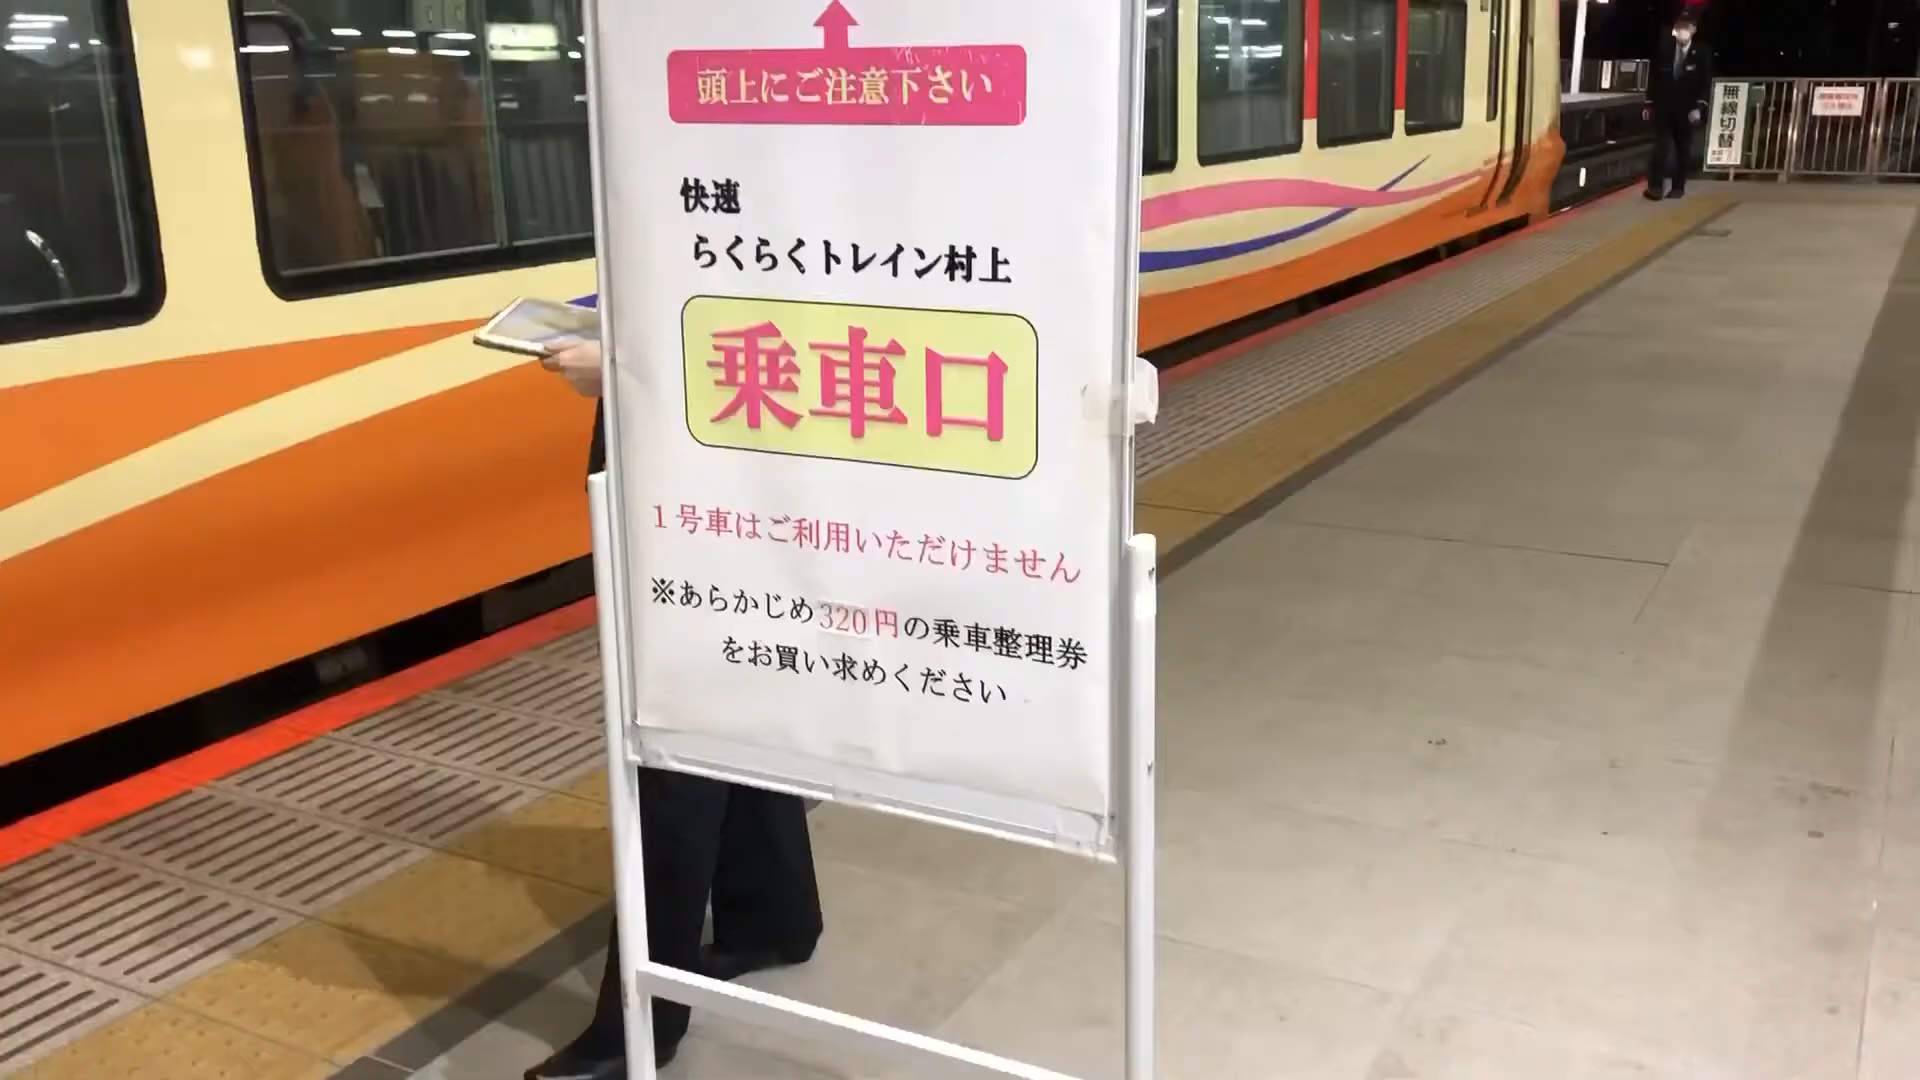 頭上にご注意下さい
快速
らくらくトレイン村上
乗車口
1号車はご利用いただけません
※あらかじめ320円の乗車整理券
をお買い求めください
無線切替